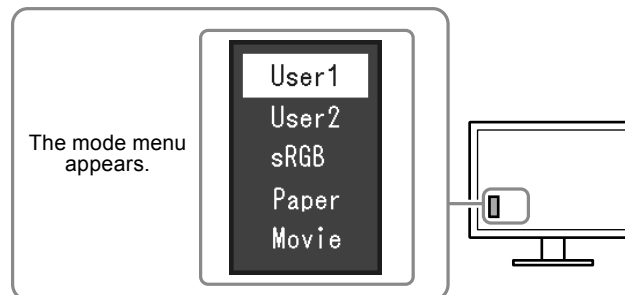 The mode menu
appears.
User1
User2
sRGB
Paper
Movie